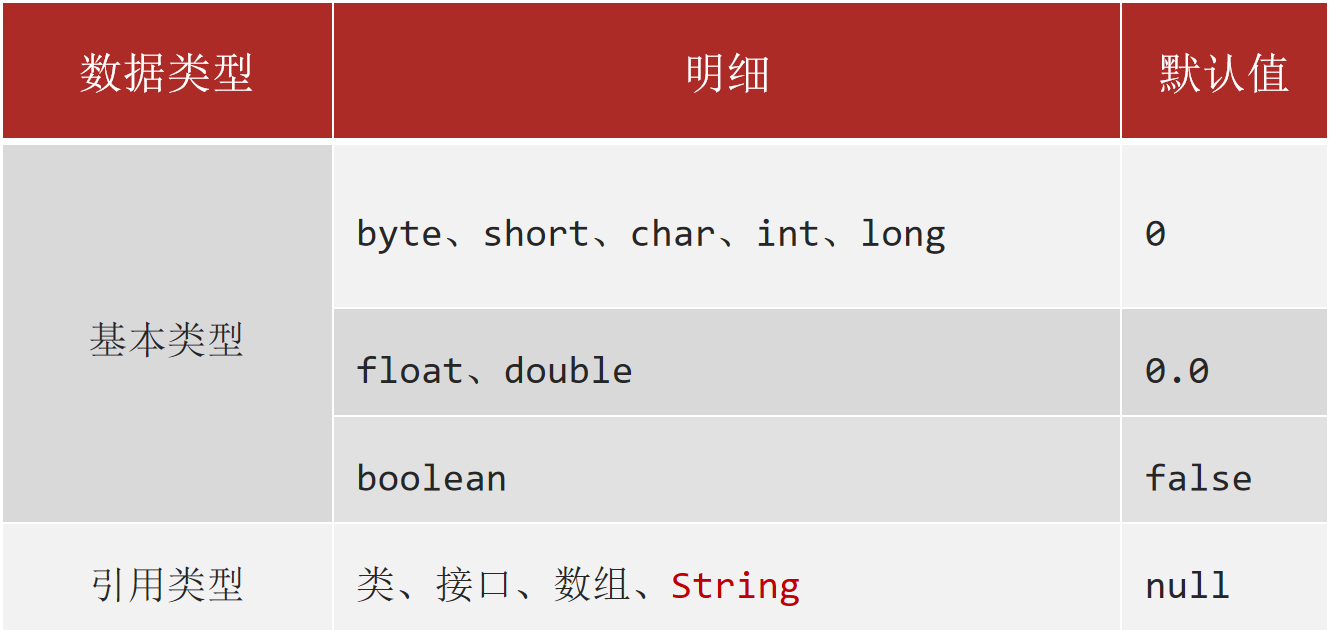 数据类型 明细 默认值
基本类型
byte、short、char、int、long 0
float、double 0.0
boolean false
引用类型 类、接口、数组、String null